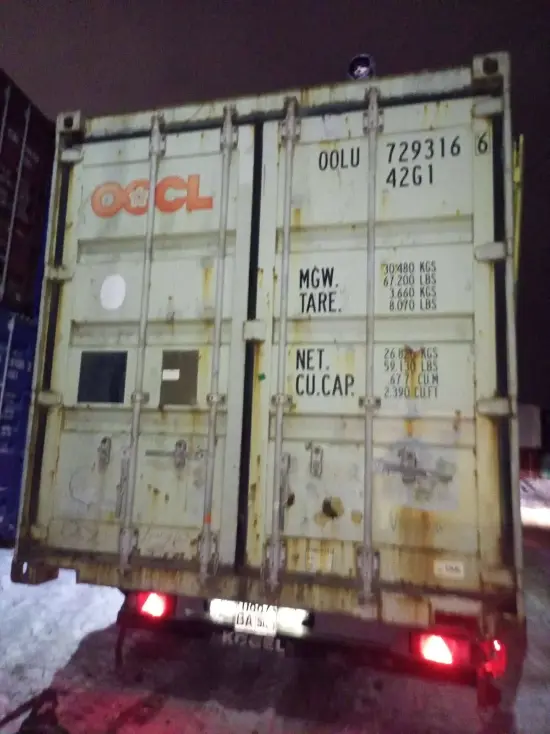 OOLU 729316 6
42G1
OOCL
MGW. 30.480 KGS
67.200 LBS
TARE. 3.660 KGS
8.070 LBS
NET. 26.820 KGS
59.130 LBS
CU.CAP. 67.7 CU.M
2.390 CU.FT
KOGEL